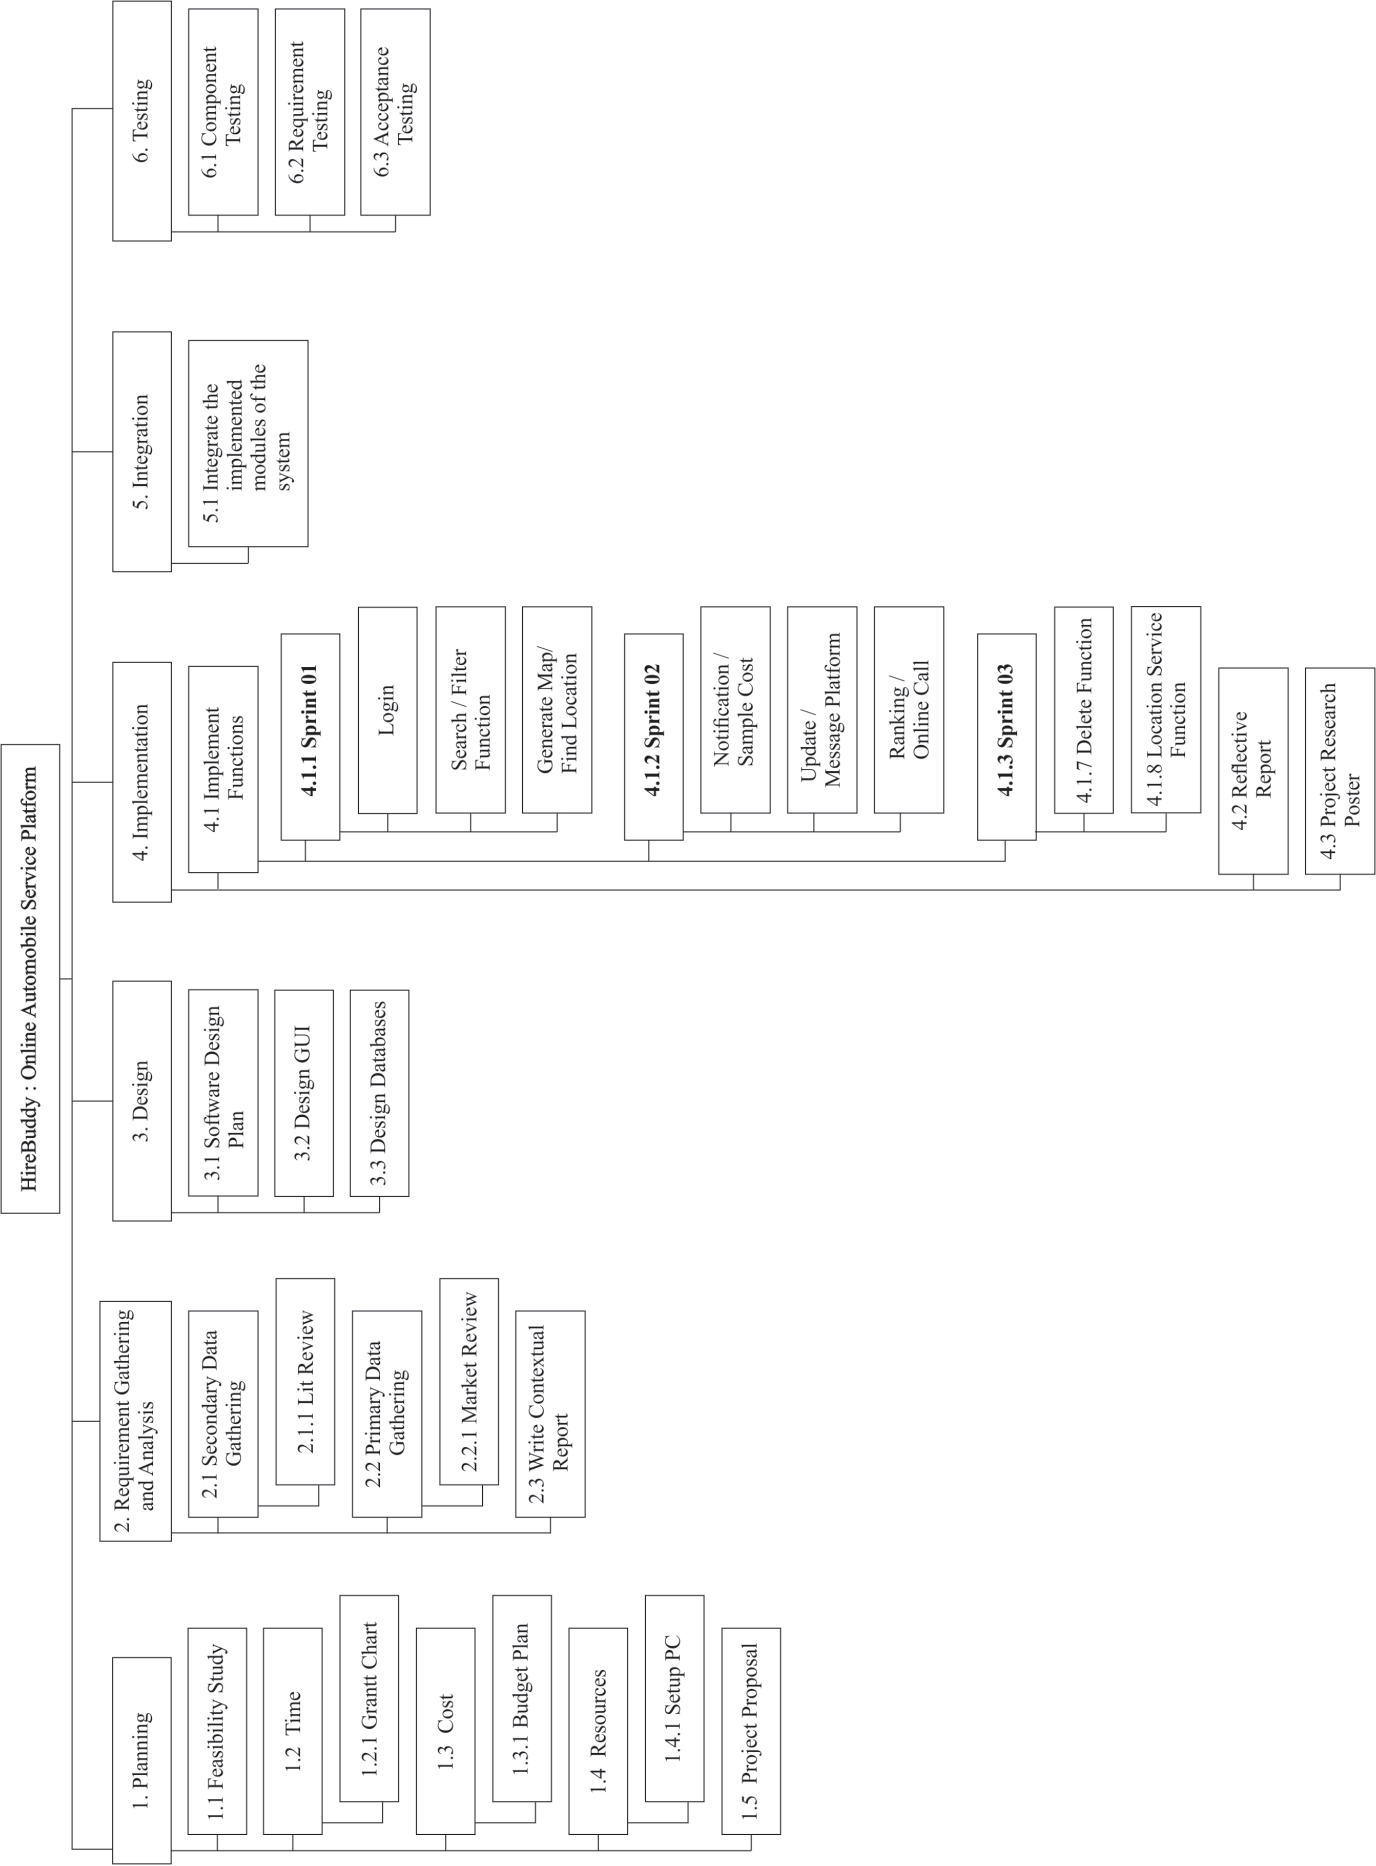 HireBuddy : Online Automobile Service Platform
1. Planning
1.1 Feasibility Study
1.2 Time
1.2.1 Grantt Chart
1.3 Cost
1.3.1 Budget Plan
1.4 Resources
1.4.1 Setup PC
1.5 Project Proposal
2. Requirement Gathering
and Analysis
2.1 Secondary Data
Gathering
2.1.1 Lit Review
2.2 Primary Data
Gathering
2.2.1 Market Review
2.3 Write Contextual
Report
3. Design
3.1 Software Design
Plan
3.2 Design GUI
3.3 Design Databases
4. Implementation
4.1 Implement
Functions
4.1.1 Sprint 01
Login
Search / Filter
Function
Generate Map/
Find Location
4.1.2 Sprint 02
Notification /
Sample Cost
Update /
Message Platform
Ranking /
Online Call
4.1.3 Sprint 03
4.1.7 Delete Function
4.1.8 Location Service
Function
4.2 Reflective
Report
4.3 Project Research
Poster
5. Integration
5.1 Integrate the
implemented
modules of the
system
6. Testing
6.1 Component
Testing
6.2 Requirement
Testing
6.3 Acceptance
Testing